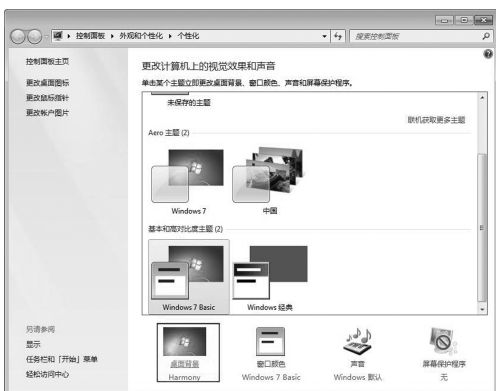 控制面板 ▸ 外观和个性化 ▸ 个性化
搜索控制面板
控制面板主页
更改桌面图标
更改鼠标指针
更改帐户图片
更改计算机上的视觉效果和声音
单击某个主题立即更改桌面背景、窗口颜色、声音和屏幕保护程序。
未保存的主题
联机获取更多主题
Aero 主题 (2)
Windows 7
中国
基本和高对比度主题 (2)
Windows 7 Basic
Windows 经典
另请参阅
显示
任务栏和「开始」菜单
轻松访问中心
桌面背景
Harmony
窗口颜色
Windows 7 Basic
声音
Windows 默认
屏幕保护程序
无